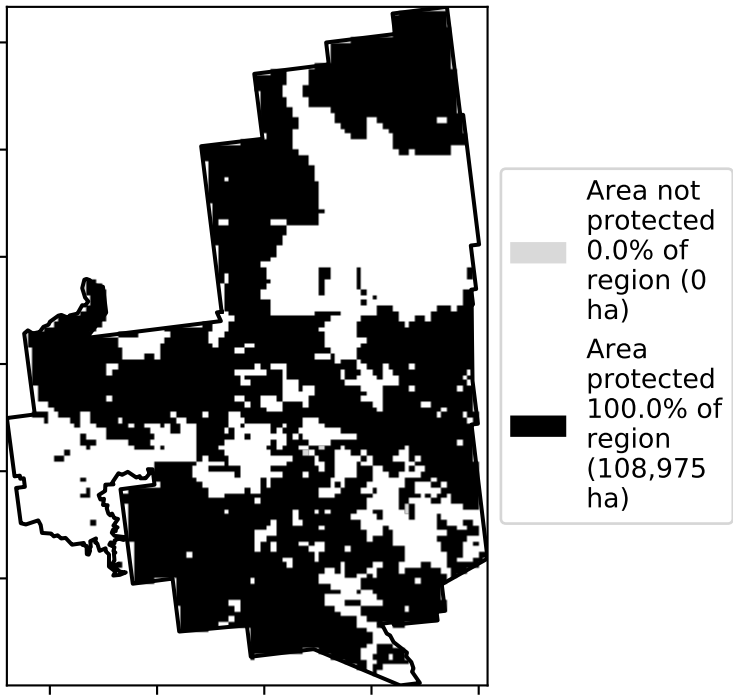 Area not
protected
0.0% of
region (0
ha)
Area
protected
100.0% of
region
(108,975
ha)